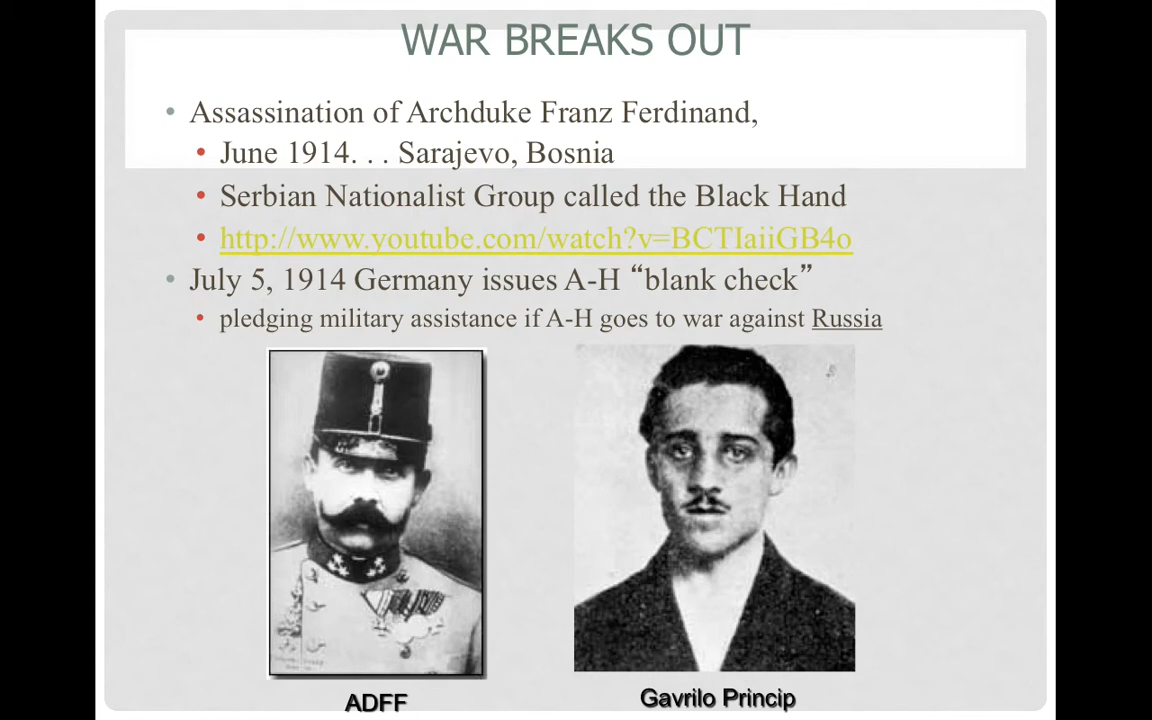 WAR BREAKS OUT
• Assassination of Archduke Franz Ferdinand,
• June 1914. . . Sarajevo, Bosnia
• Serbian Nationalist Group called the Black Hand
• http://www.youtube.com/watch?v=BCTIaiiGB4o
• July 5, 1914 Germany issues A-H “blank check”
• pledging military assistance if A-H goes to war against Russia
ADFF
Gavrilo Princip